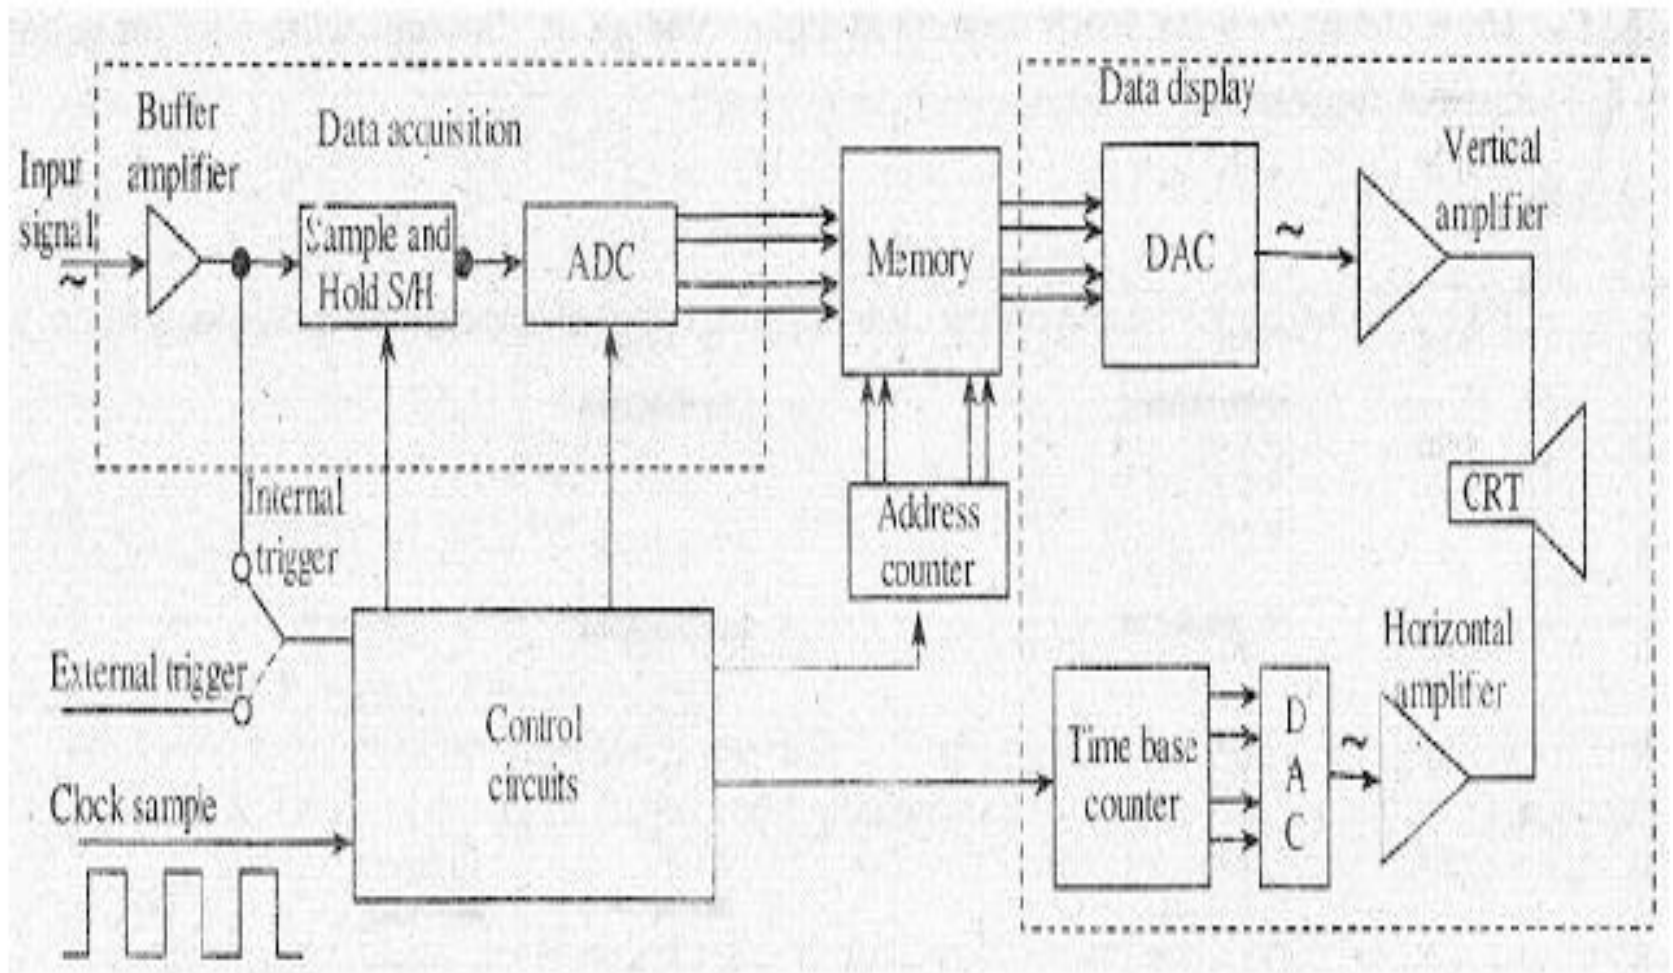 Buffer
amplifier
Data acquisition
Input
signal
~
Sample and
Hold S/H
ADC
Memory
Data display
DAC
~
Vertical
amplifier
CRT
Address
counter
Internal
trigger
External trigger
Clock sample
Control
circuits
Time base
counter
D
A
C
~
Horizontal
amplifier